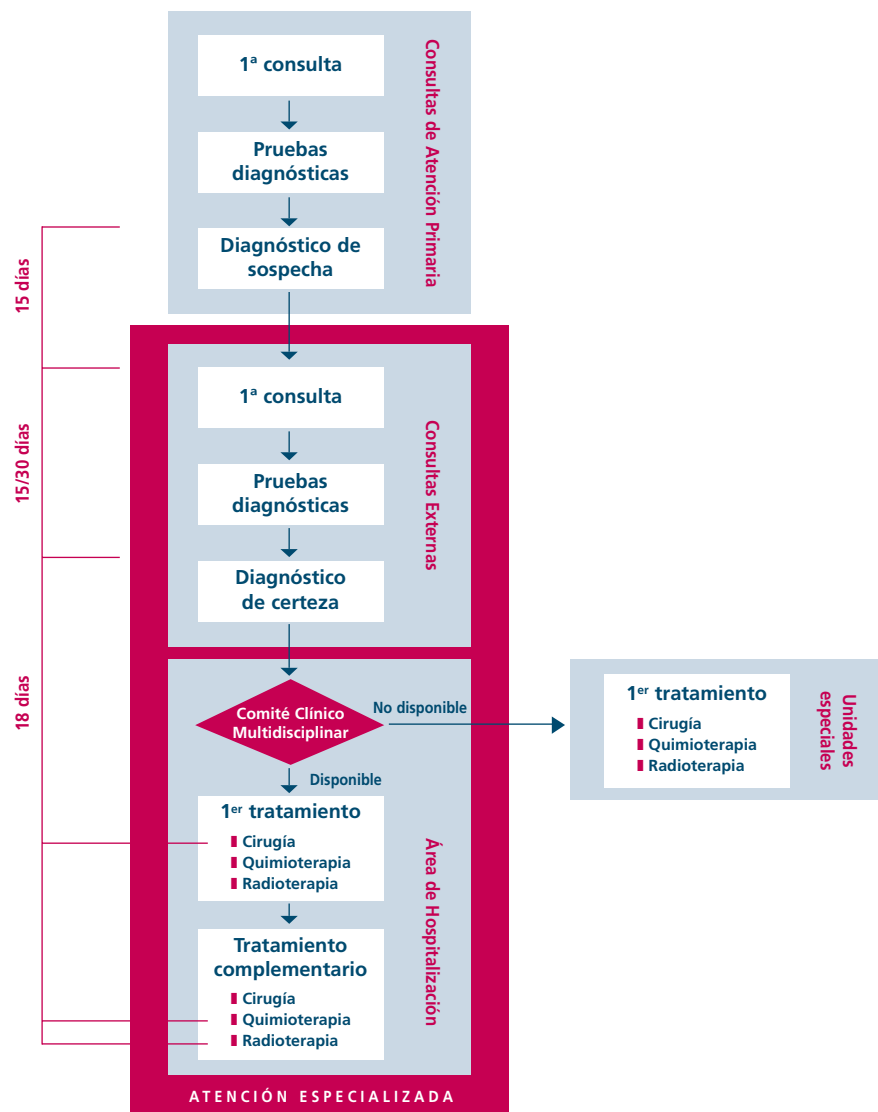 1ª consulta
Pruebas
diagnósticas
Diagnóstico de
sospecha
Consultas de Atención Primaria
15 días
1ª consulta
Pruebas
diagnósticas
Diagnóstico
de certeza
Consultas Externas
15/30 días
Comité Clínico
Multidisciplinar
No disponible
Disponible
1er tratamiento
Cirugía
Quimioterapia
Radioterapia
Unidades
especiales
18 días
1er tratamiento
Cirugía
Quimioterapia
Radioterapia
Tratamiento
complementario
Cirugía
Quimioterapia
Radioterapia
Área de Hospitalización
ATENCIÓN ESPECIALIZADA